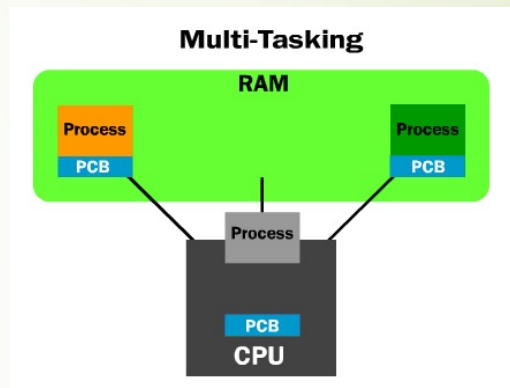 Multi-Tasking
RAM
Process
PCB
Process
PCB
Process
PCB
CPU